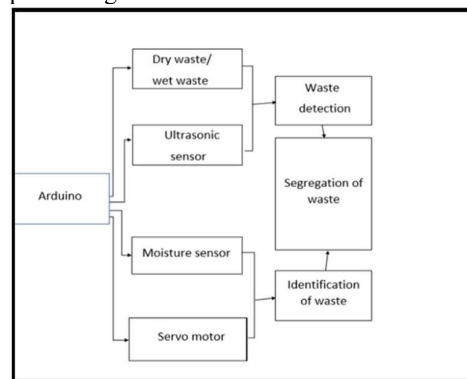 Dry waste/
wet waste
Waste
detection
Ultrasonic
sensor
Segregation of
waste
Arduino
Moisture sensor
Identification
of waste
Servo motor